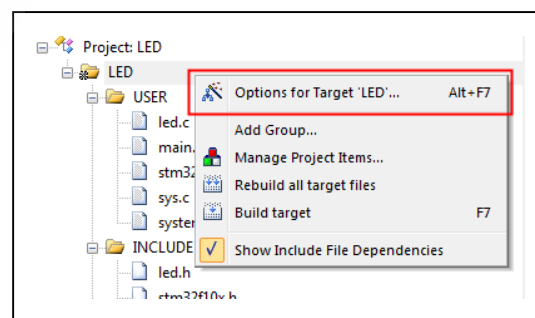 Project: LED
LED
USER
Options for Target 'LED'... Alt+F7
led.c
Add Group...
main.
Manage Project Items...
stm32
Rebuild all target files
sys.c
Build target F7
system
INCLUDE
Show Include File Dependencies
led.h
stm32f10x.h